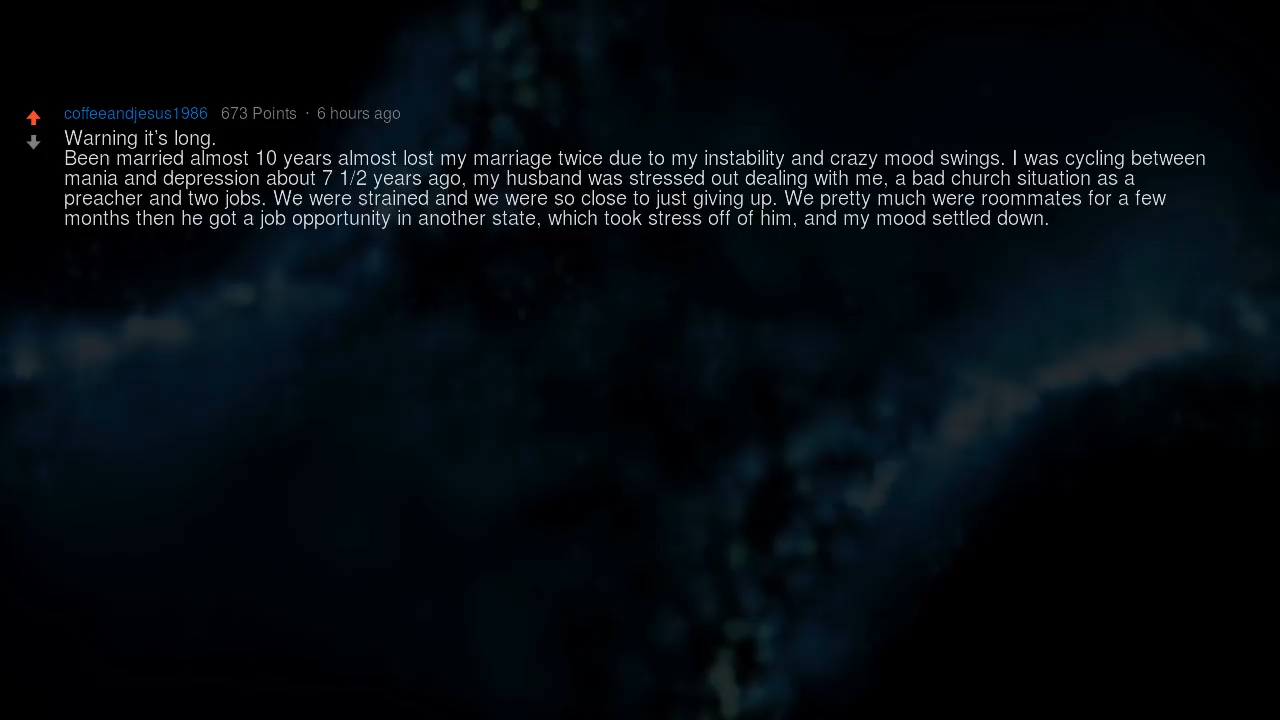 coffeeandjesus1986 673 Points · 6 hours ago
Warning it's long.
Been married almost 10 years almost lost my marriage twice due to my instability and crazy mood swings. I was cycling between
mania and depression about 7 1/2 years ago, my husband was stressed out dealing with me, a bad church situation as a
preacher and two jobs. We were strained and we were so close to just giving up. We pretty much were roommates for a few
months then he got a job opportunity in another state, which took stress off of him, and my mood settled down.